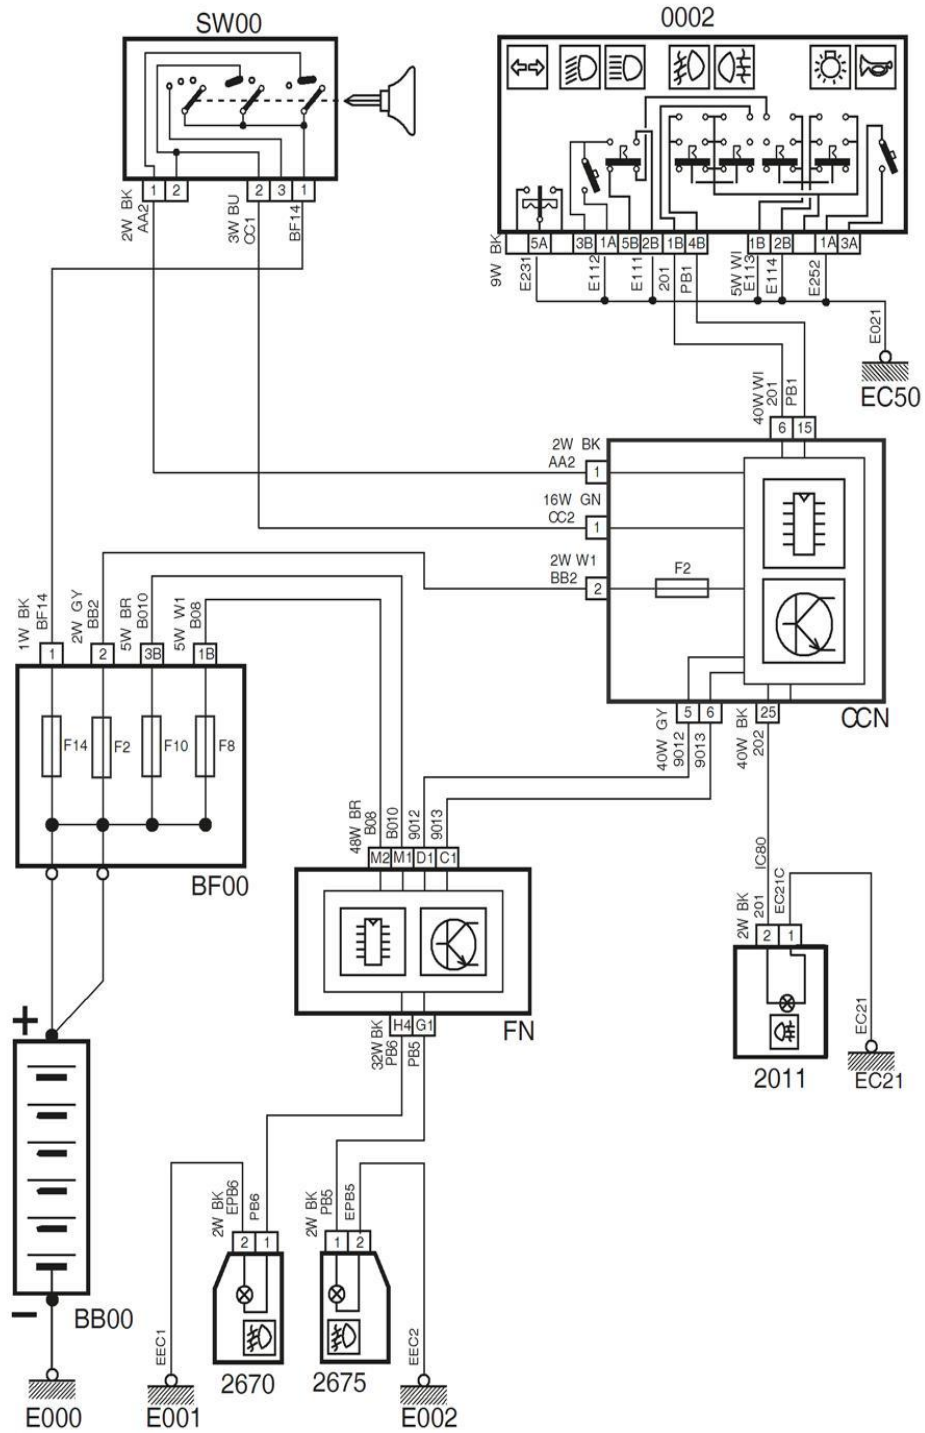 SW00
0002
1 2
2 3 1
2W BK
AA2
3W BU
CC1
BF14
5A
3B 1A 5B 2B 1B 4B
1B 2B
1A 3A
9W BK
E231
E112
E111
201
PB1
5W WI
E113
E114
E252
E021
EC50
40W WI
201
PB1
6 15
2W BK
AA2
1
16W GN
CC2
1
2W W1
BB2
2
F2
1W BK
BF14
2W GY
BB2
5W BR
B010
5W W1
B08
1
2
3B
1B
F14
F2
F10
F8
BF00
5 6
25
CCN
40W GY
9012
9013
40W BK
202
48W BR
B08
B010
9012
9013
M2 M1 D1 C1
FN
H4 G1
32W BK
PB6
PB5
IC80
2W BK
201
EC21C
2 1
2011
EC21
EC21
+
−
BB00
E000
2W BK
EPB6
PB6
2 1
2W BK
PB5
EPB5
1 2
EEC1
EEC2
2670
2675
E001
E002